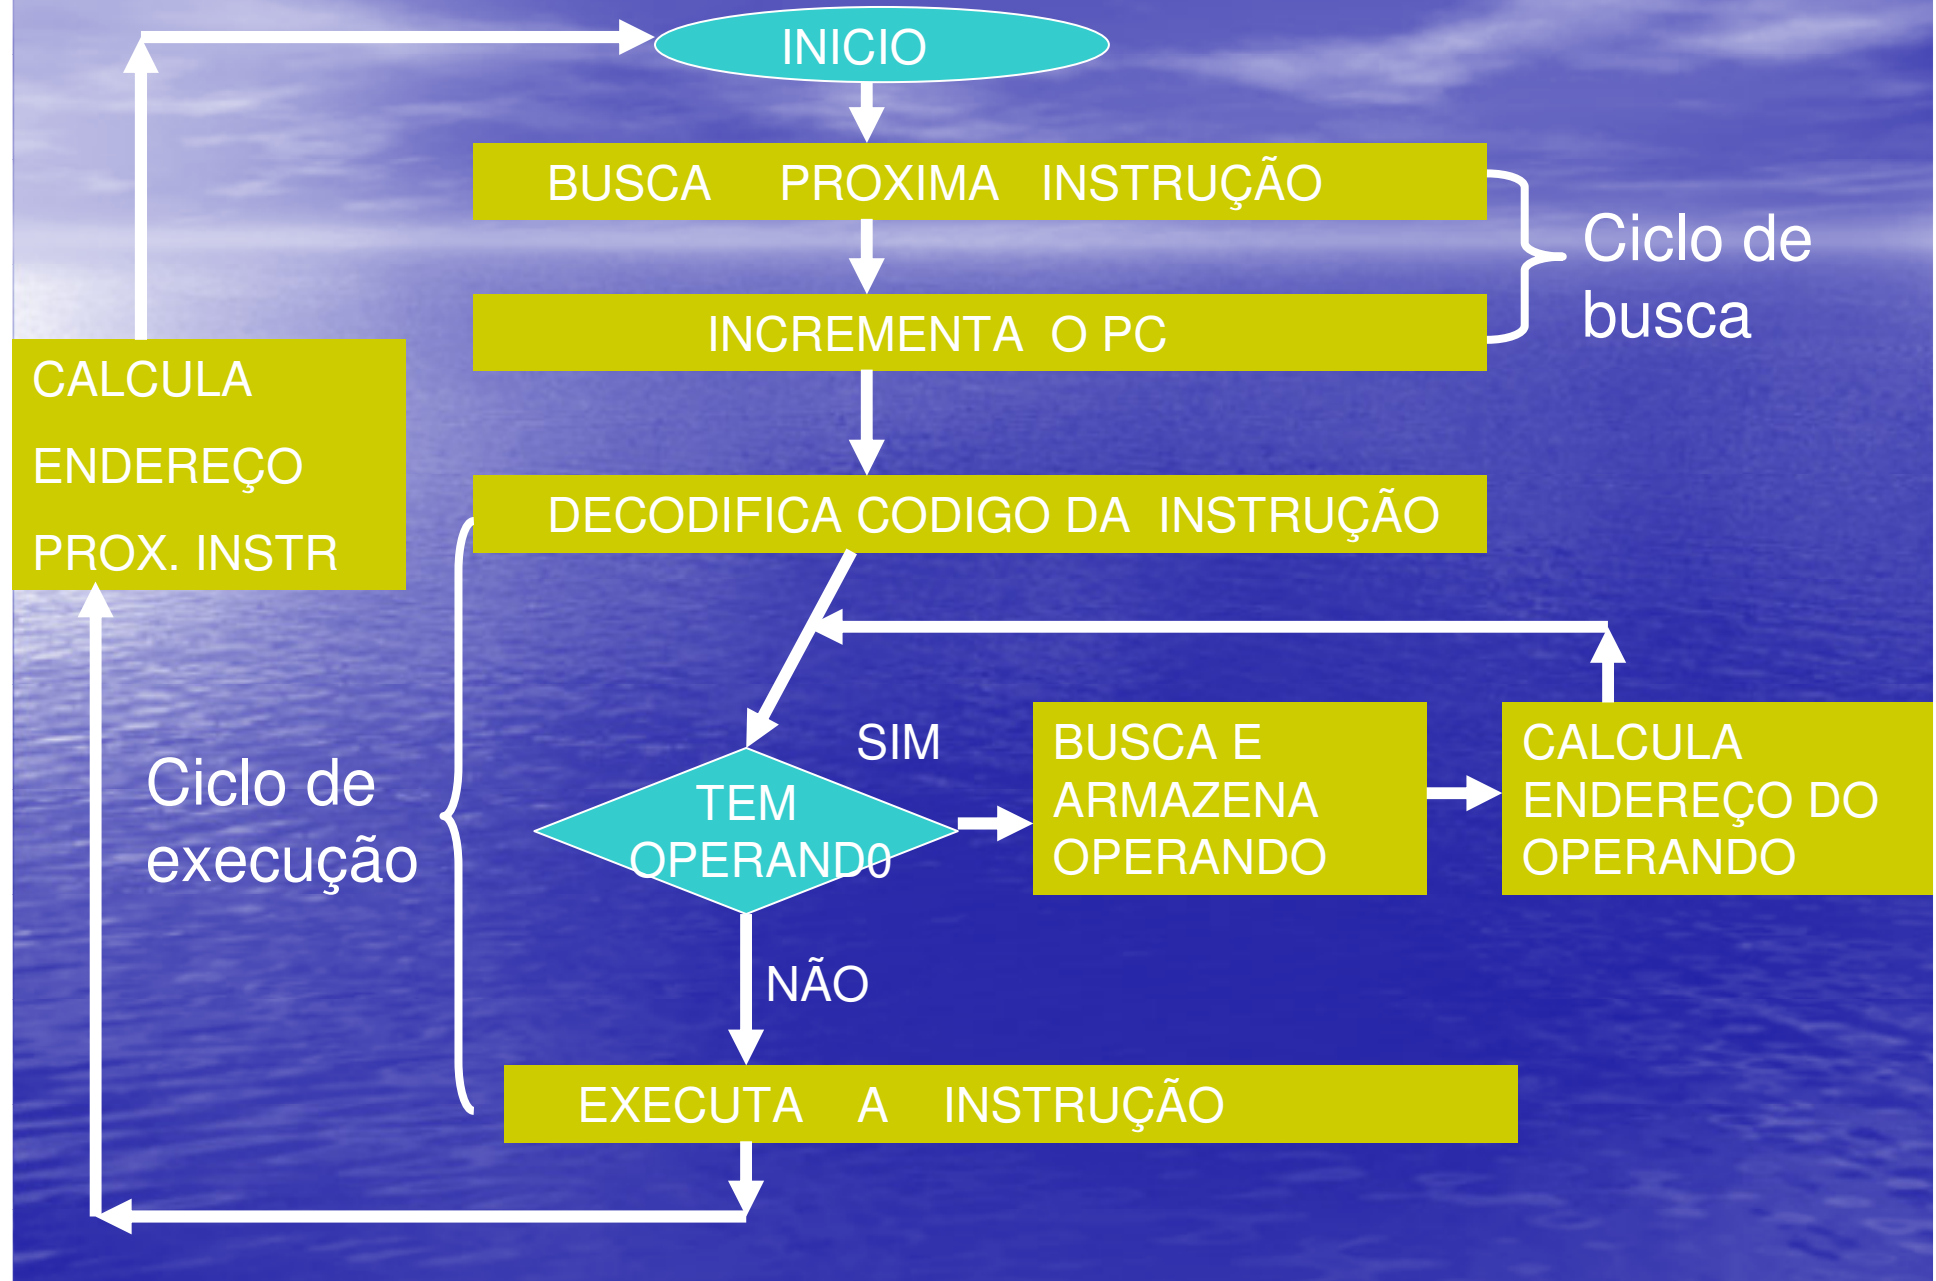 INICIO
BUSCA PROXIMA INSTRUÇÃO
Ciclo de
busca
INCREMENTA O PC
CALCULA
ENDEREÇO
PROX. INSTR
DECODIFICA CODIGO DA INSTRUÇÃO
Ciclo de
execução
TEM
OPERAND0
SIM
BUSCA E
ARMAZENA
OPERANDO
CALCULA
ENDEREÇO DO
OPERANDO
NÃO
EXECUTA A INSTRUÇÃO